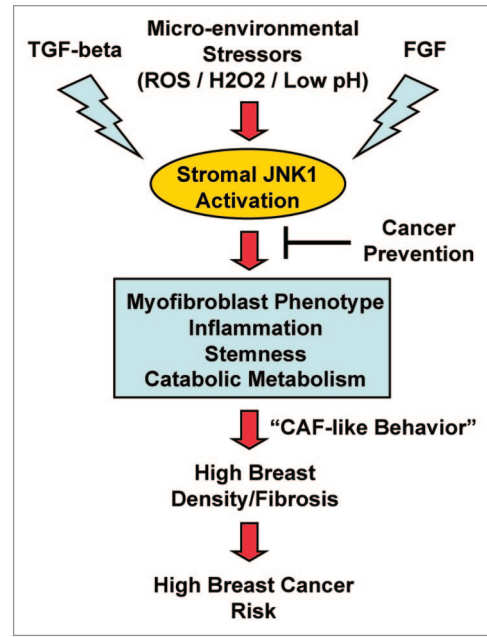 Micro-environmental
Stressors
(ROS / H2O2 / Low pH)
TGF-beta
FGF
Stromal JNK1
Activation
Cancer
Prevention
Myofibroblast Phenotype
Inflammation
Stemness
Catabolic Metabolism
“CAF-like Behavior”
High Breast
Density/Fibrosis
High Breast Cancer
Risk